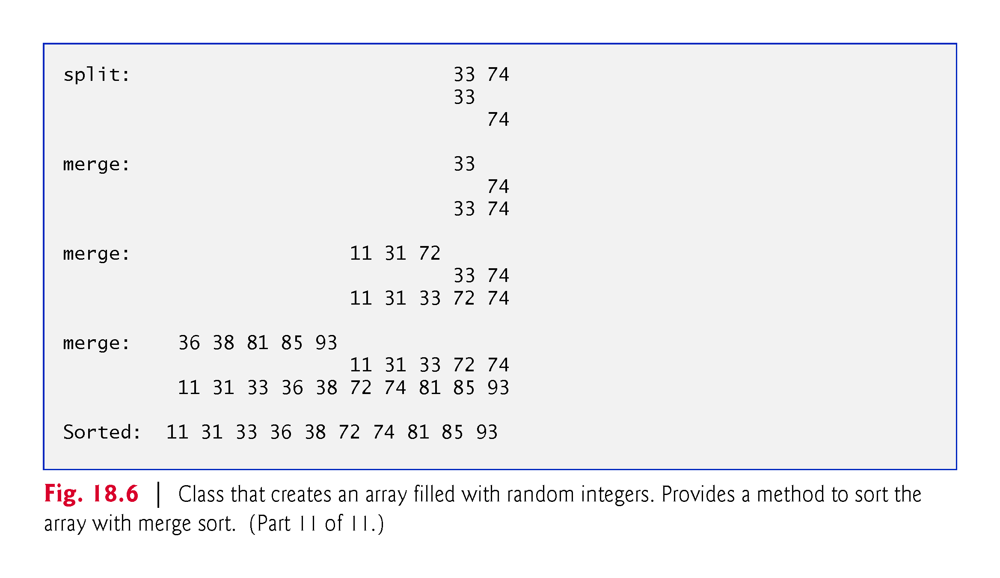 split:                            33 74
                                  33
                                     74
merge:                            33
                                     74
                                  33 74
merge:                   11 31 72
                                  33 74
                         11 31 33 72 74
merge:    36 38 81 85 93
                         11 31 33 72 74
          11 31 33 36 38 72 74 81 85 93
Sorted:  11 31 33 36 38 72 74 81 85 93
Fig. 18.6 | Class that creates an array filled with random integers. Provides a method to sort the
array with merge sort. (Part 11 of 11.)